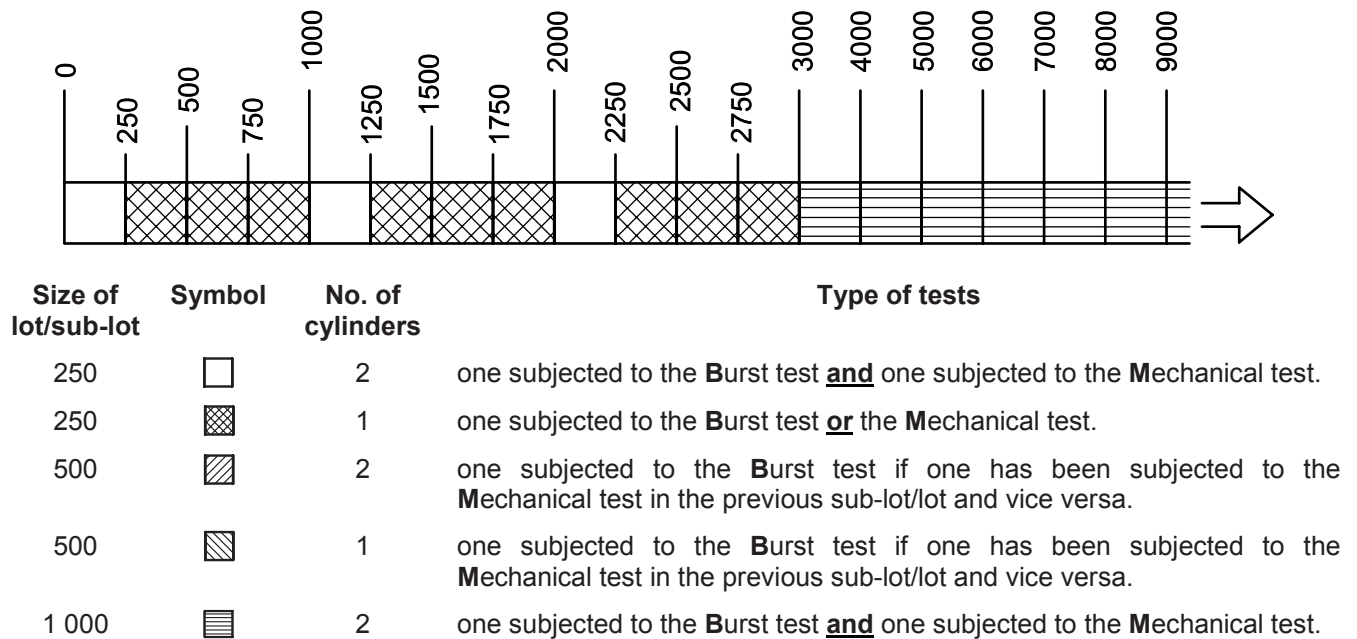 0
250
500
750
1000
1250
1500
1750
2000
2250
2500
2750
3000
4000
5000
6000
7000
8000
9000
Size of lot/sub-lot Symbol No. of cylinders Type of tests
250 2 one subjected to the Burst test and one subjected to the Mechanical test.
250 1 one subjected to the Burst test or the Mechanical test.
500 2 one subjected to the Burst test if one has been subjected to the
Mechanical test in the previous sub-lot/lot and vice versa.
500 1 one subjected to the Burst test if one has been subjected to the
Mechanical test in the previous sub-lot/lot and vice versa.
1 000 2 one subjected to the Burst test and one subjected to the Mechanical test.